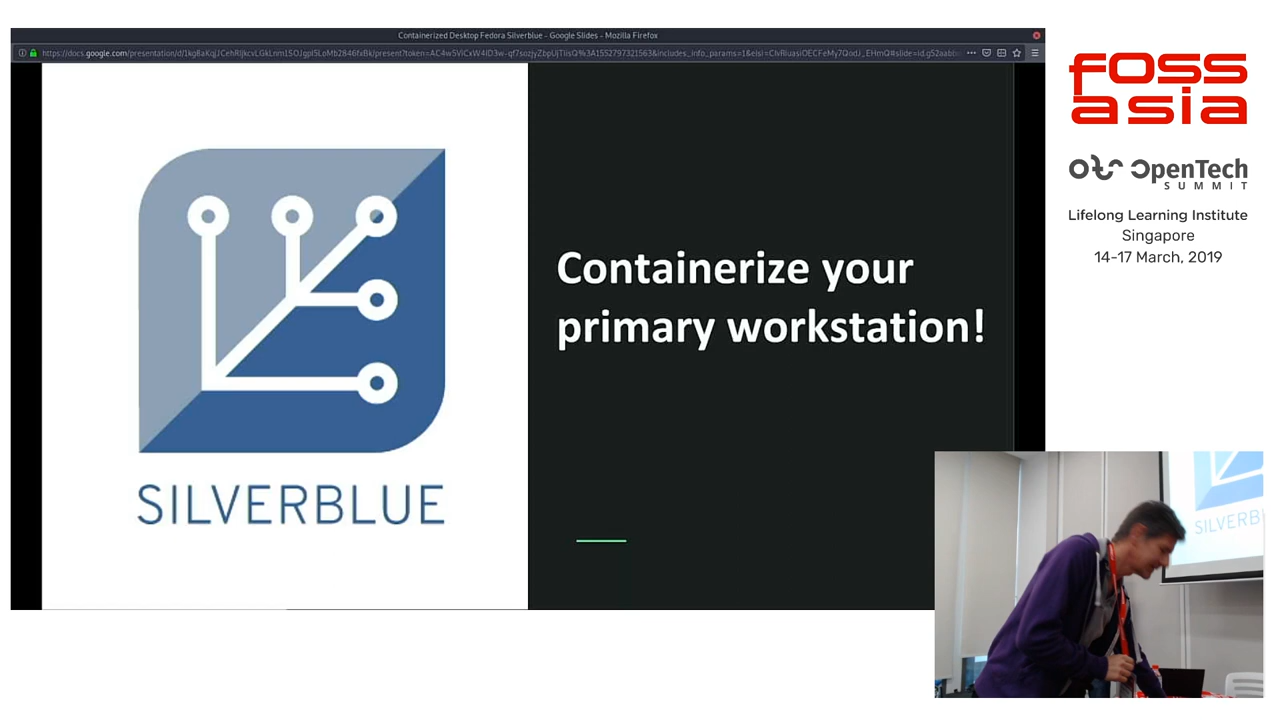 Containerized Desktop Fedora Silverblue - Google Slides - Mozilla Firefox
SILVERBLUE
Containerize your
primary workstation!
foss
asia
OpenTech
SUMMIT
Lifelong Learning Institute
Singapore
14-17 March, 2019
SILVERB